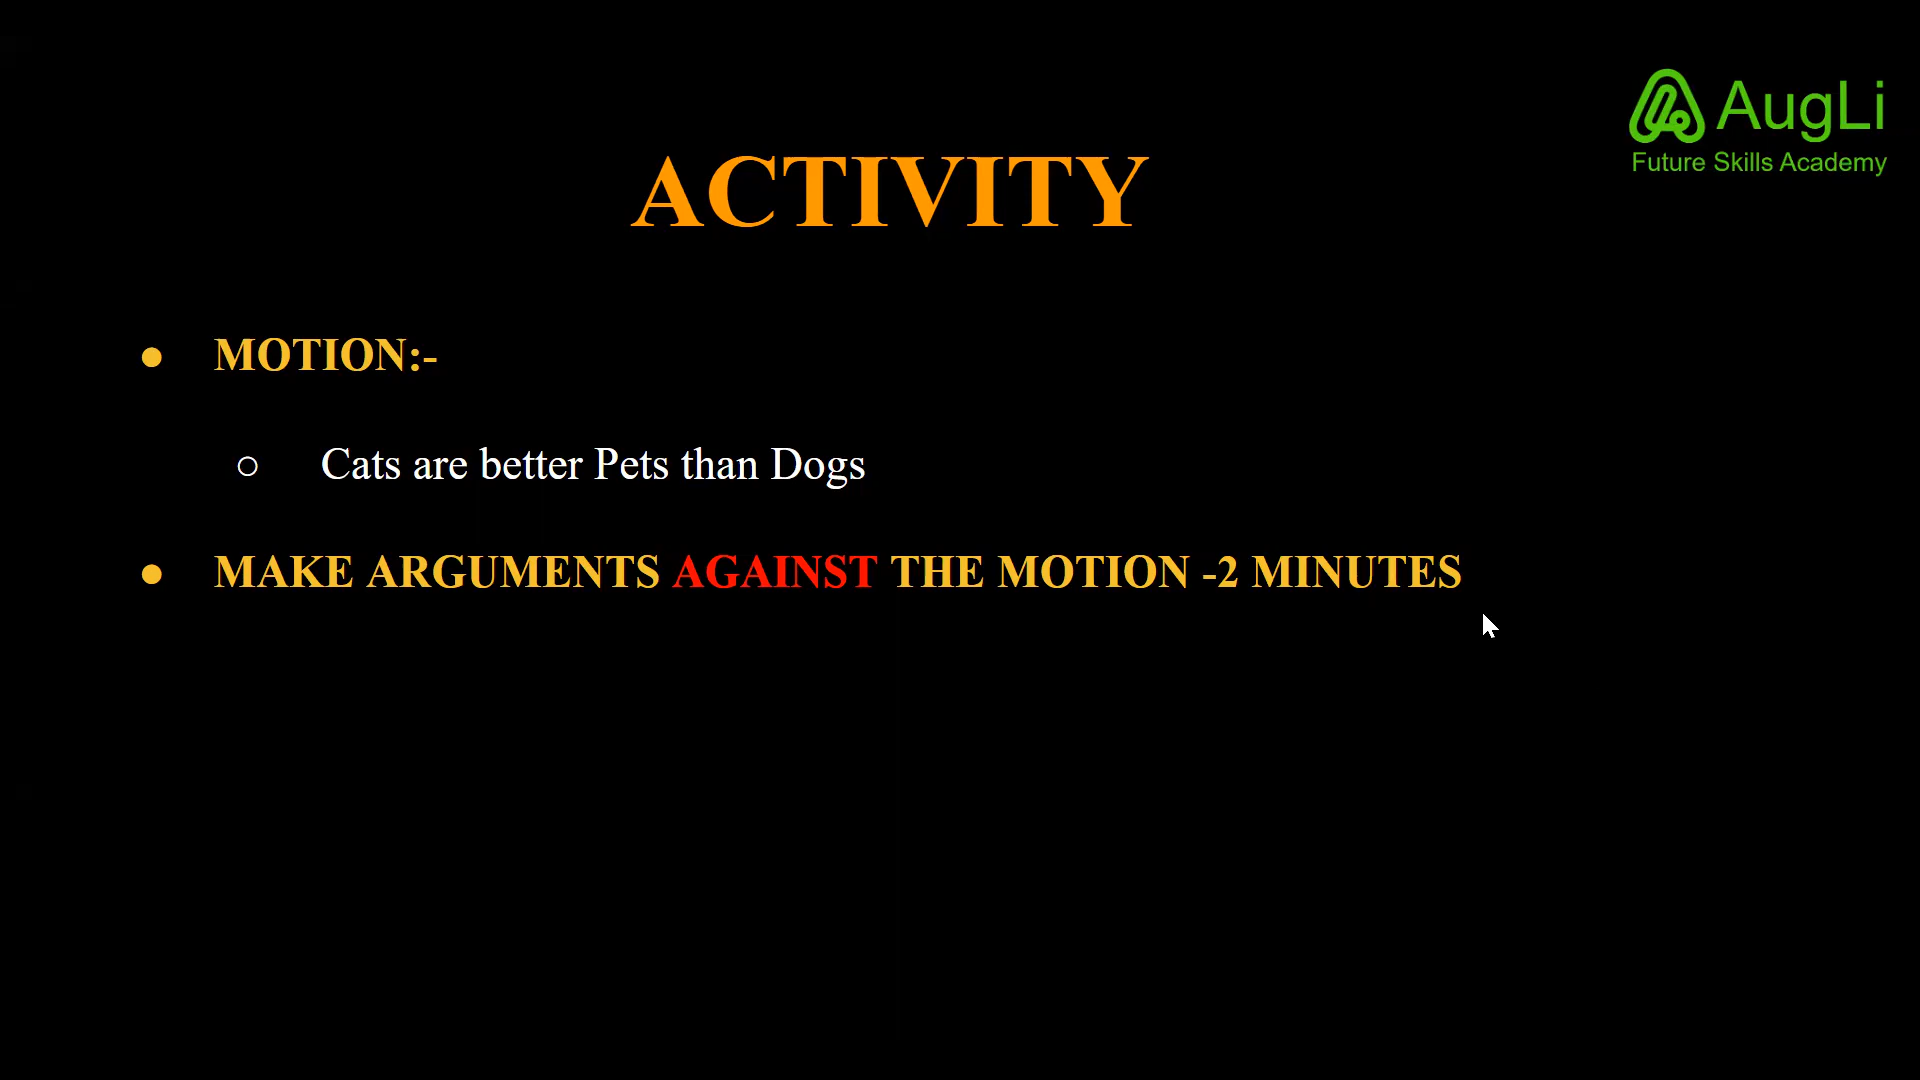 AugLi
Future Skills Academy
ACTIVITY
● MOTION:-
○ Cats are better Pets than Dogs
● MAKE ARGUMENTS AGAINST THE MOTION -2 MINUTES